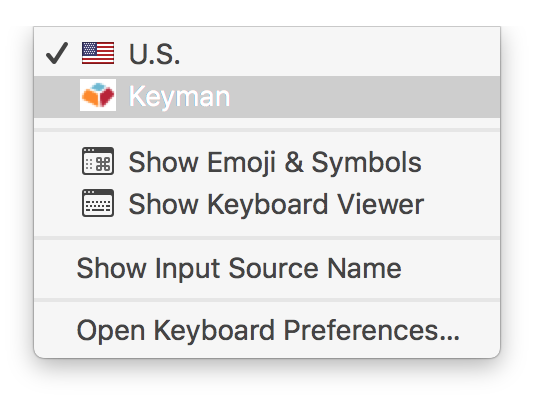 U.S.
Keyman
Show Emoji & Symbols
Show Keyboard Viewer
Show Input Source Name
Open Keyboard Preferences...